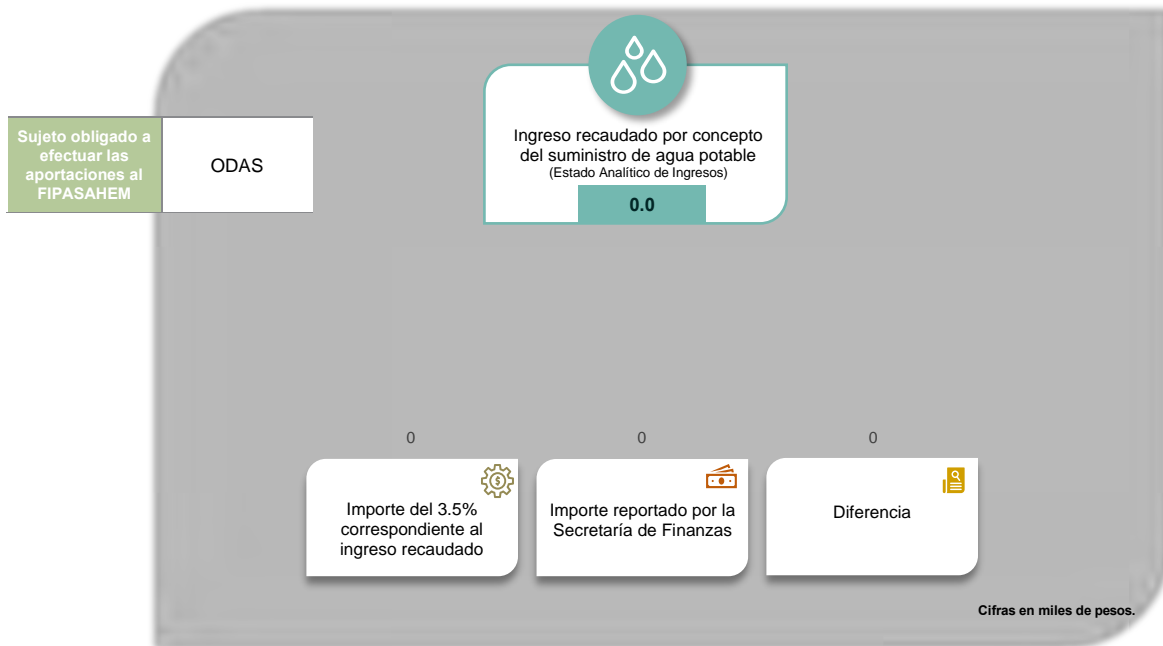 Sujeto obligado a
efectuar las
aportaciones al
FIPASAHEM
ODAS
Ingreso recaudado por concepto
del suministro de agua potable
(Estado Analítico de Ingresos)
0.0
0
0
0
Importe del 3.5%
correspondiente al
ingreso recaudado
Importe reportado por la
Secretaría de Finanzas
Diferencia
Cifras en miles de pesos.